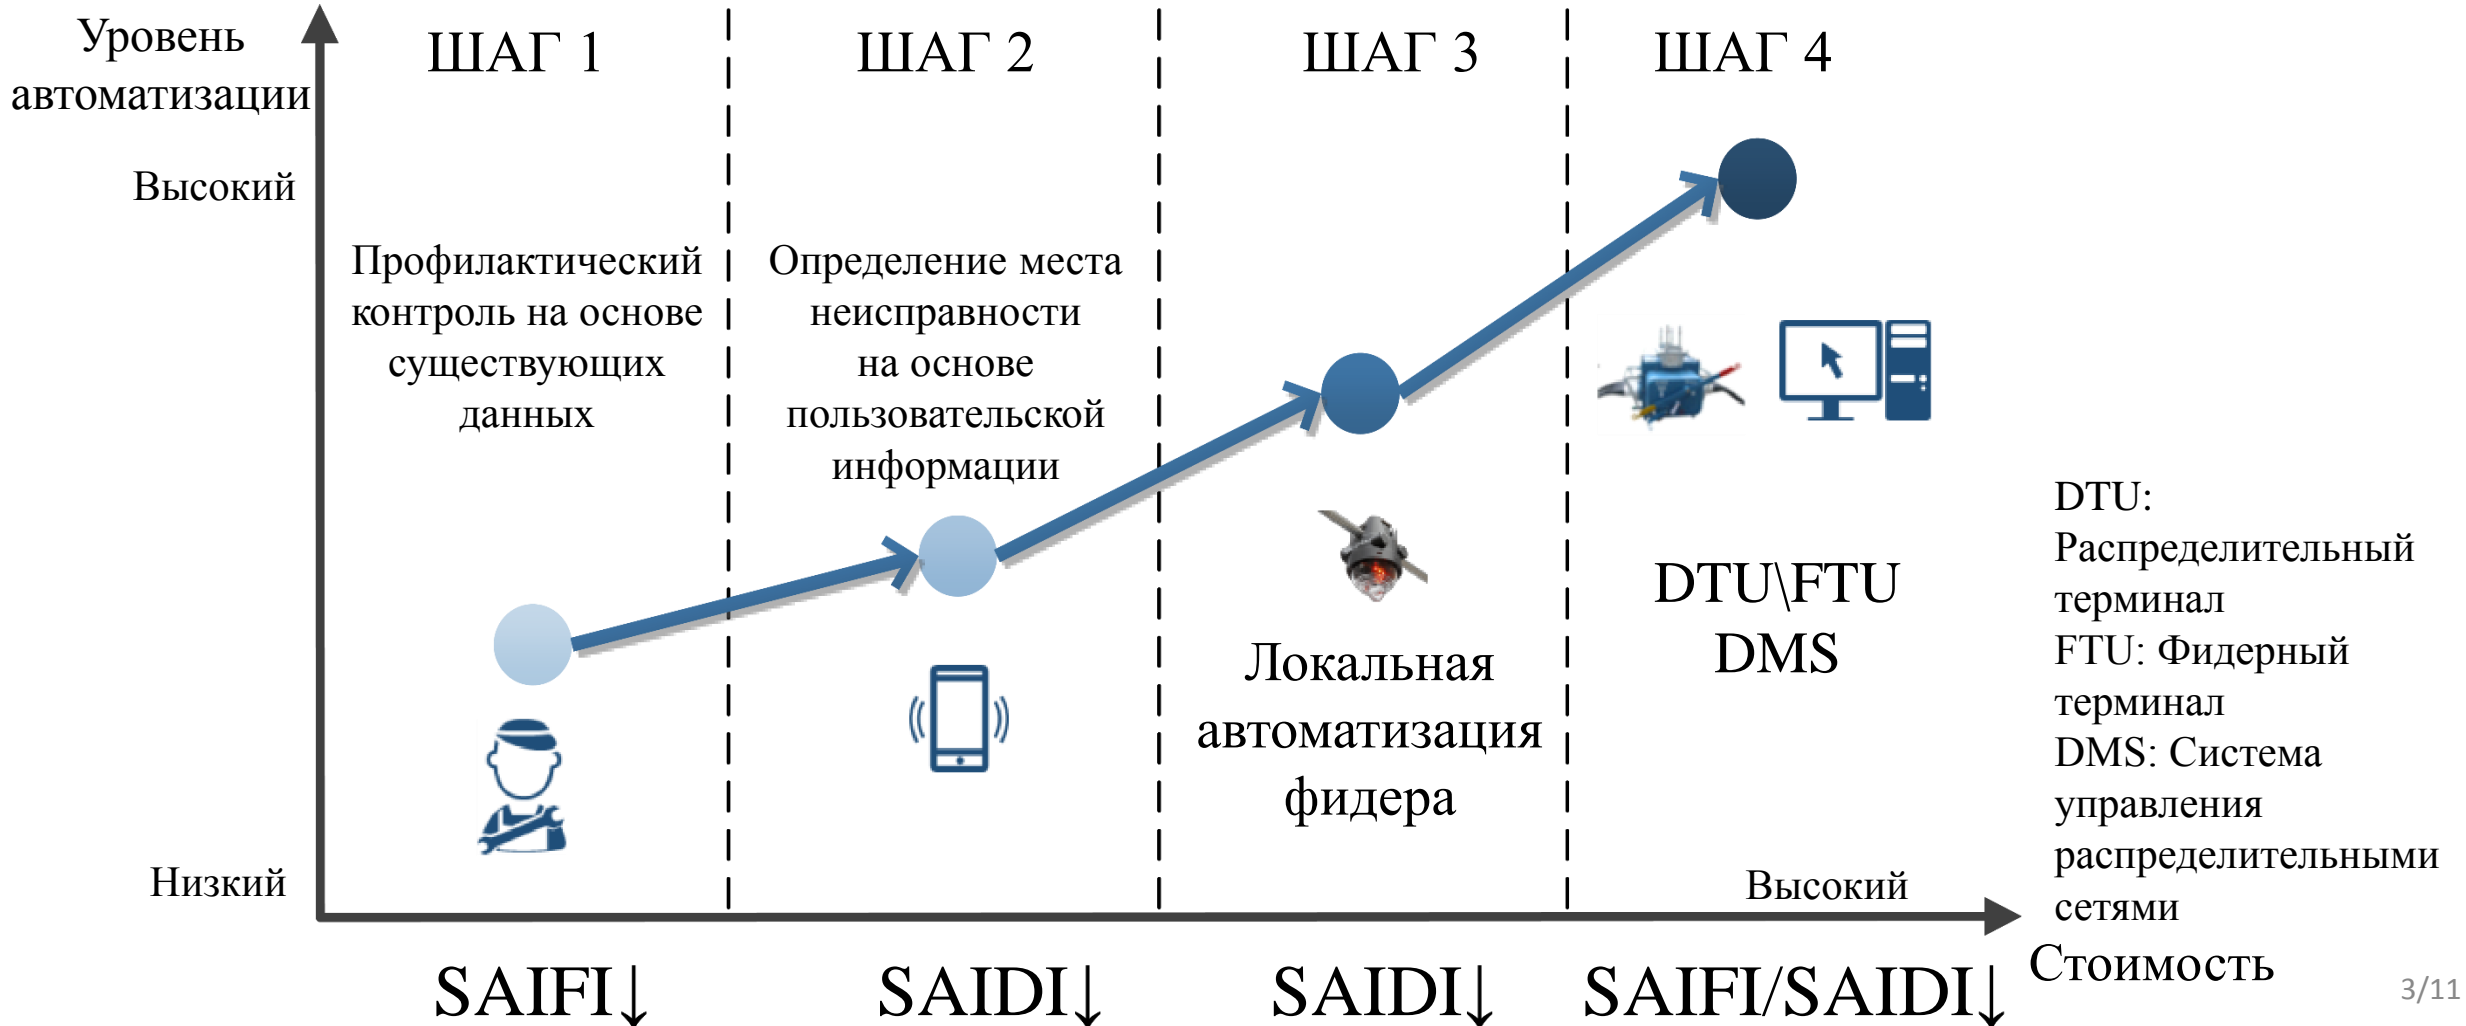 Уровень
автоматизации
ШАГ 1
ШАГ 2
ШАГ 3
ШАГ 4
Высокий
Профилактический
контроль на основе
существующих
данных
Определение места
неисправности
на основе
пользовательской
информации
Локальная
автоматизация
фидера
DTU\FTU
DMS
DTU:
Распределительный
терминал
FTU: Фидерный
терминал
DMS: Система
управления
распределительными
сетями
Низкий
Высокий
Стоимость
SAIFI↓
SAIDI↓
SAIDI↓
SAIFI/SAIDI↓
3/11